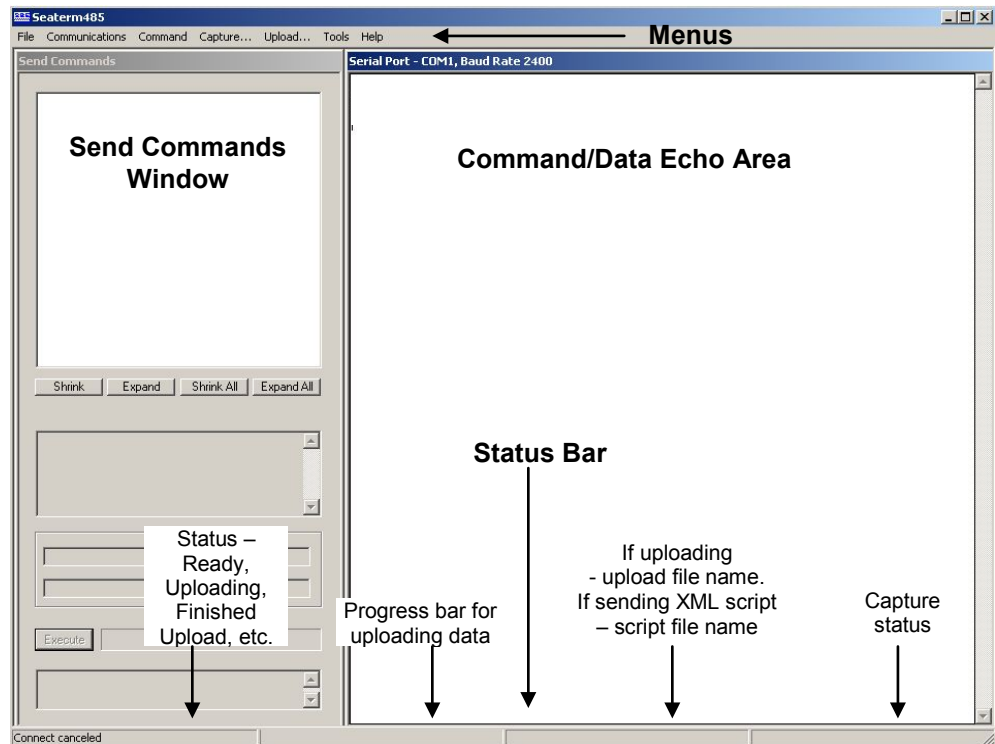 Seaterm485
File Communications Command Capture... Upload... Tools Help
Menus
Send Commands
Serial Port - COM1, Baud Rate 2400
Send Commands
Window
Command/Data Echo Area
Shrink Expand Shrink All Expand All
Status Bar
Status –
Ready,
Uploading,
Finished
Upload, etc.
Progress bar for
uploading data
If uploading
- upload file name.
If sending XML script
– script file name
Capture
status
Execute
Connect canceled